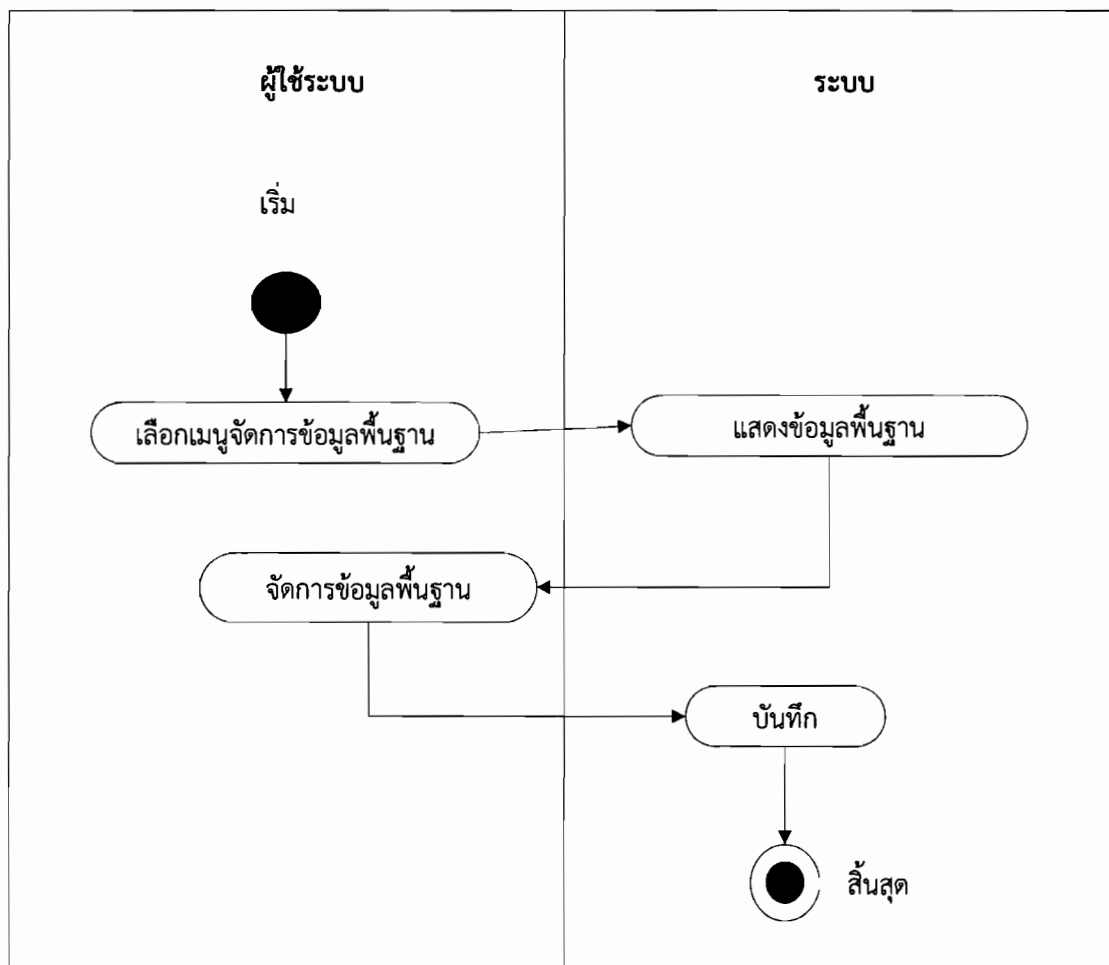 ผู้ใช้ระบบ
ระบบ
เริ่ม
เลือกเมนูจัดการข้อมูลพื้นฐาน
แสดงข้อมูลพื้นฐาน
จัดการข้อมูลพื้นฐาน
บันทึก
สิ้นสุด